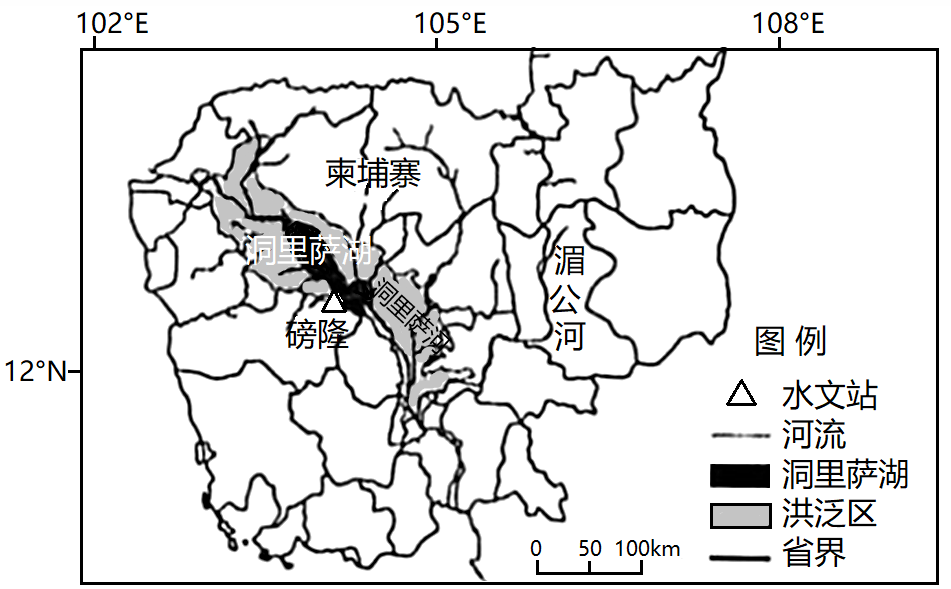 102°E 105°E 108°E
柬埔寨
洞里萨湖
洞里萨河
湄公河
磅隆
12°N
图 例
水文站
河流
洞里萨湖
洪泛区
省界
0 50 100km